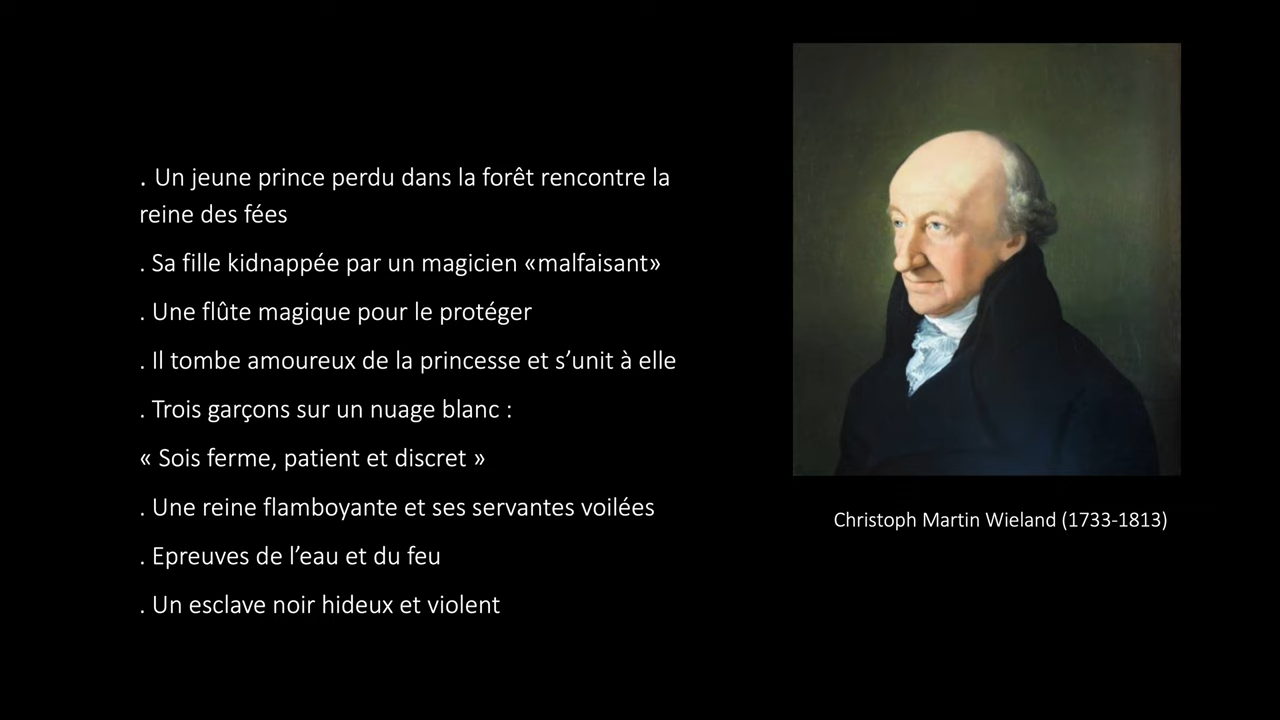 . Un jeune prince perdu dans la forêt rencontre la
reine des fées
. Sa fille kidnappée par un magicien «malfaisant»
. Une flûte magique pour le protéger
. Il tombe amoureux de la princesse et s’unit à elle
. Trois garçons sur un nuage blanc :
« Sois ferme, patient et discret »
. Une reine flamboyante et ses servantes voilées
. Epreuves de l’eau et du feu
. Un esclave noir hideux et violent
Christoph Martin Wieland (1733-1813)